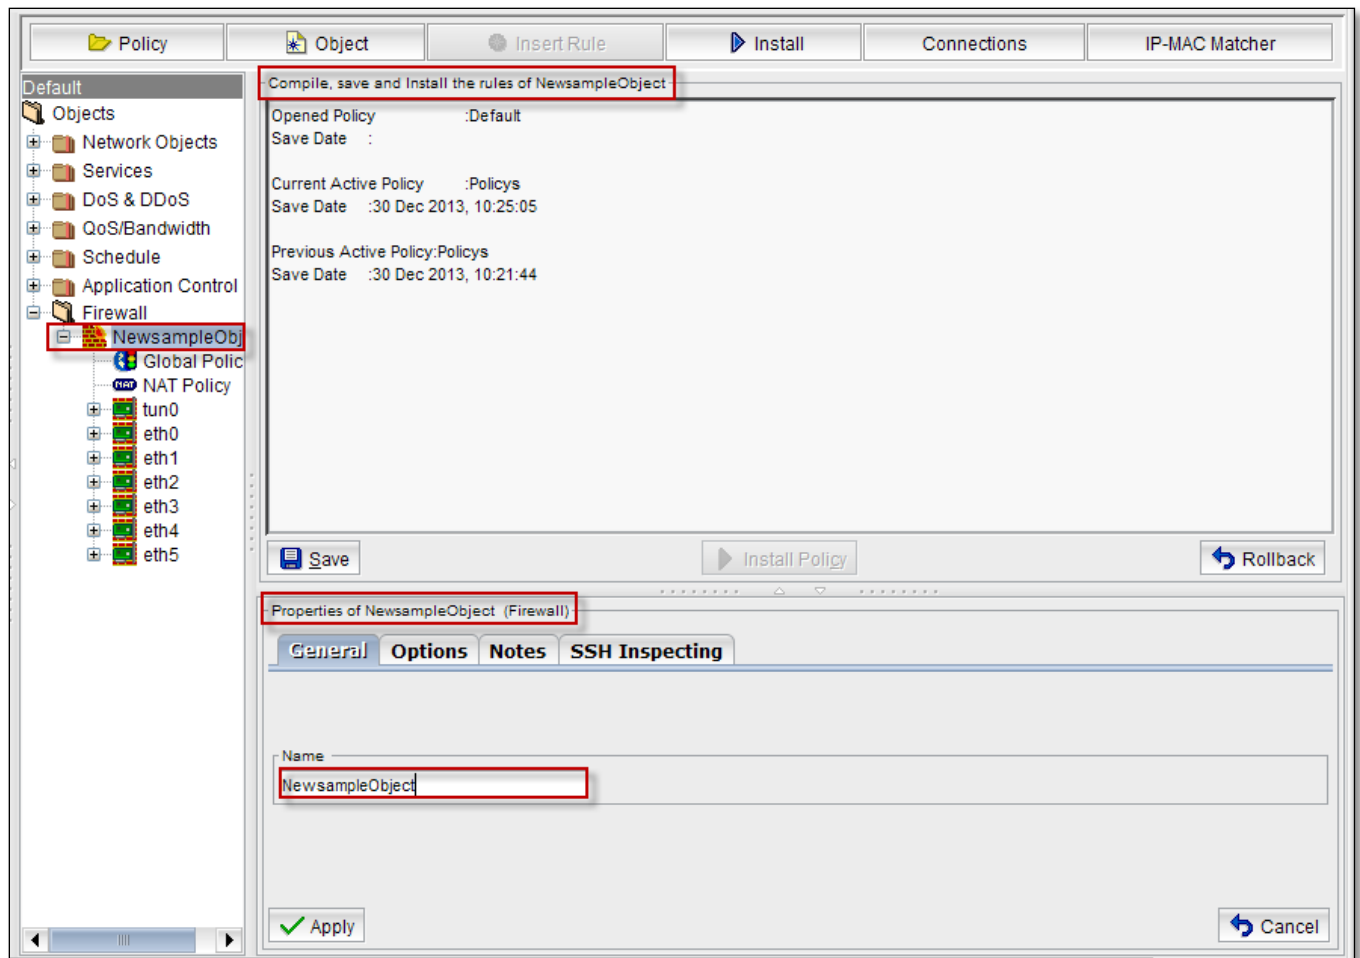 Policy
Object
Insert Rule
Install
Connections
IP-MAC Matcher
Default
Objects
Network Objects
Services
DoS & DDoS
QoS/Bandwidth
Schedule
Application Control
Firewall
NewsampleObj
Global Polic
NAT
NAT Policy
tun0
eth0
eth1
eth2
eth3
eth4
eth5
Compile, save and Install the rules of NewsampleObject
Opened Policy :Default
Save Date :
Current Active Policy :Policys
Save Date :30 Dec 2013, 10:25:05
Previous Active Policy:Policys
Save Date :30 Dec 2013, 10:21:44
Save
Install Policy
Rollback
Properties of NewsampleObject (Firewall)
General
Options
Notes
SSH Inspecting
Name
NewsampleObject
Apply
Cancel